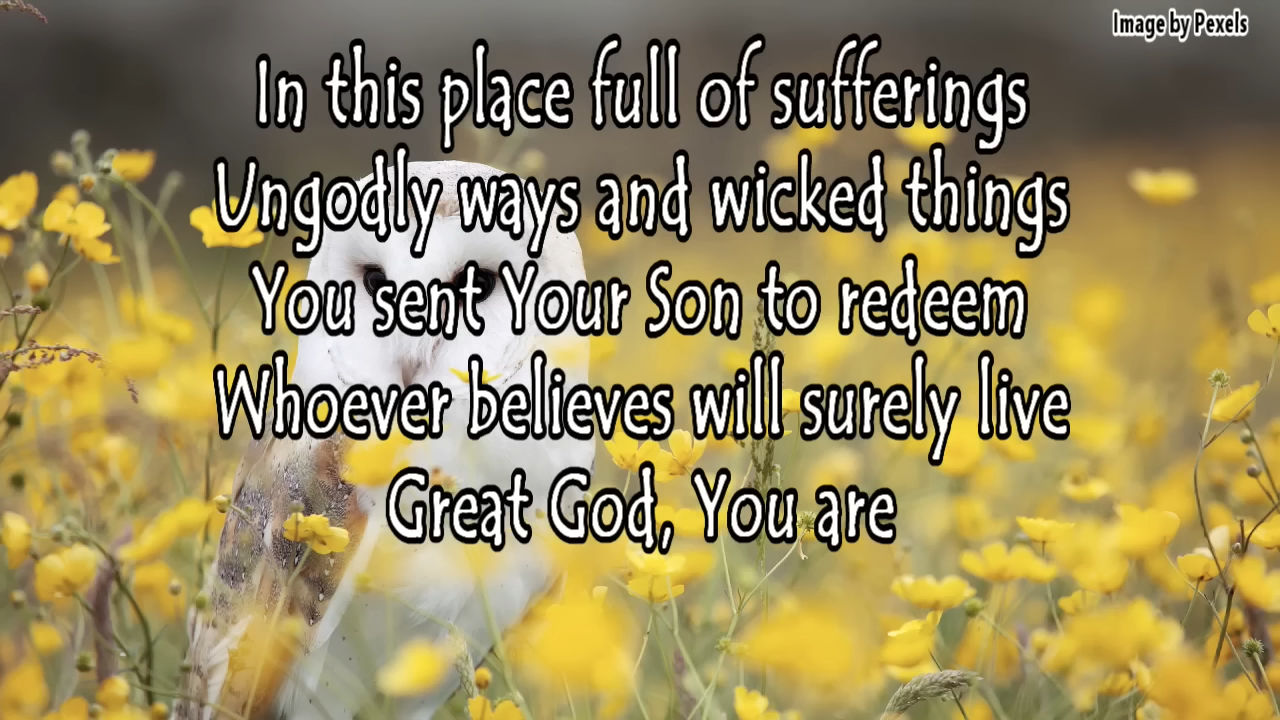 Image by Pexels
In this place full of sufferings
Ungodly ways and wicked things
You sent Your Son to redeem
Whoever believes will surely live
Great God, You are